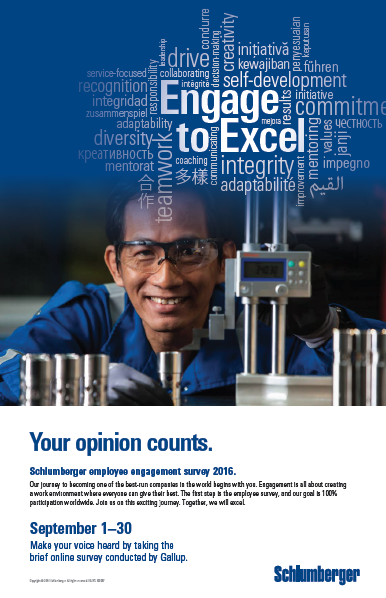 condurre
creativity
penyesuaian
keputusan
leadership
drive
decision-making
initiativă
kewajiban
führen
service-focused
collaborating
recognition
responsibility
intégrité
self-development
integridad
Engage
results
initiative
commitme
zusammenspiel
adaptability
mejora
values
janji
честность
diversity
to Excel
mentoring
креативность
teamwork
coaching
communicating
integrity
impegno
mentorat
多樣
合作
adaptabilité
improvement
القيم
Your opinion counts.
Schlumberger employee engagement survey 2016.
Our journey to becoming one of the best-run companies in the world begins with you. Engagement is all about creating
a work environment where everyone can give their best. The first step is the employee survey, and our goal is 100%
participation worldwide. Join us on this exciting journey. Together, we will excel.
September 1–30
Make your voice heard by taking the
brief online survey conducted by Gallup.
Schlumberger